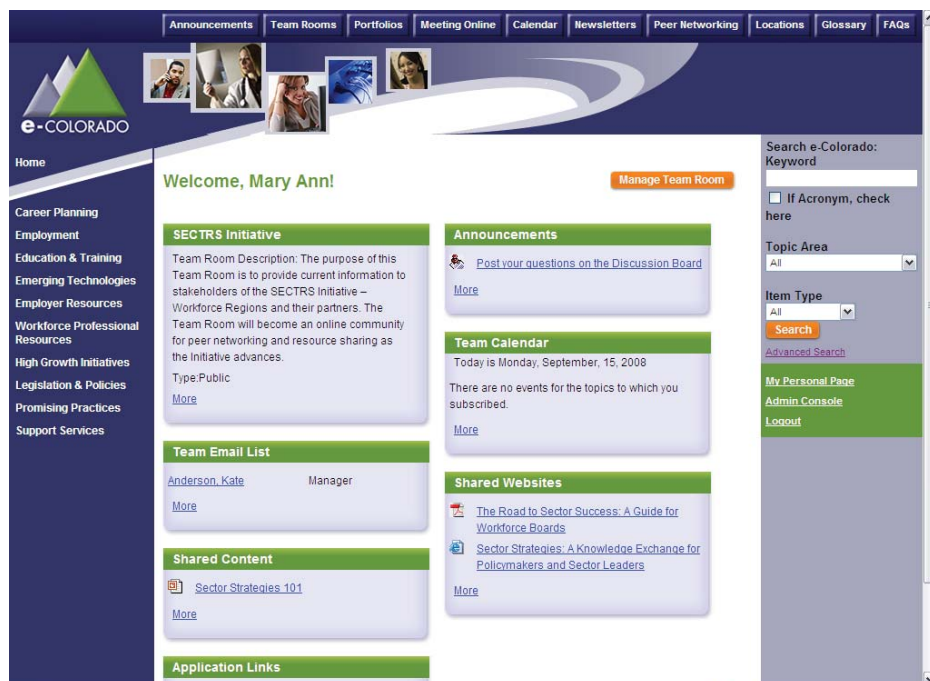 Announcements
Team Rooms
Portfolios
Meeting Online
Calendar
Newsletters
Peer Networking
Locations
Glossary
FAQs
e-COLORADO
Home
Career Planning
Employment
Education & Training
Emerging Technologies
Employer Resources
Workforce Professional
Resources
High Growth Initiatives
Legislation & Policies
Promising Practices
Support Services
Welcome, Mary Ann!
Manage Team Room
SECTRS Initiative
Team Room Description: The purpose of this
Team Room is to provide current information to
stakeholders of the SECTRS Initiative –
Workforce Regions and their partners. The
Team Room will become an online community
for peer networking and resource sharing as
the Initiative advances.
Type:Public
More
Team Email List
Anderson, Kate Manager
More
Shared Content
Sector Strategies 101
More
Application Links
Announcements
Post your questions on the Discussion Board
More
Team Calendar
Today is Monday, September, 15, 2008
There are no events for the topics to which you
subscribed.
More
Shared Websites
The Road to Sector Success: A Guide for
Workforce Boards
Sector Strategies: A Knowledge Exchange for
Policymakers and Sector Leaders
More
Search e-Colorado:
Keyword
If Acronym, check
here
Topic Area
All
Item Type
All
Search
Advanced Search
My Personal Page
Admin Console
Logout